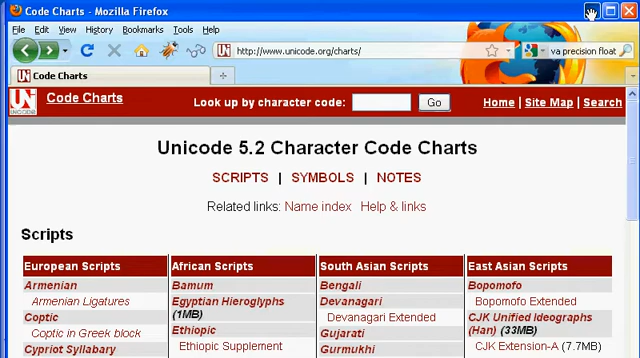 Code Charts - Mozilla Firefox
File Edit View History Bookmarks Tools Help
http://www.unicode.org/charts/
va precision float
Code Charts
UNICODE Code Charts Look up by character code: Go Home | Site Map | Search
Unicode 5.2 Character Code Charts
SCRIPTS | SYMBOLS | NOTES
Related links: Name index Help & links
Scripts
European Scripts African Scripts South Asian Scripts East Asian Scripts
Armenian Bamum Bengali Bopomofo
Armenian Ligatures Egyptian Hieroglyphs (1MB) Devanagari Bopomofo Extended
Coptic Devanagari Extended CJK Unified Ideographs (Han) (33MB)
Coptic in Greek block Ethiopic Gujarati
Cypriot Syllabary Ethiopic Supplement Gurmukhi CJK Extension-A (7.7MB)